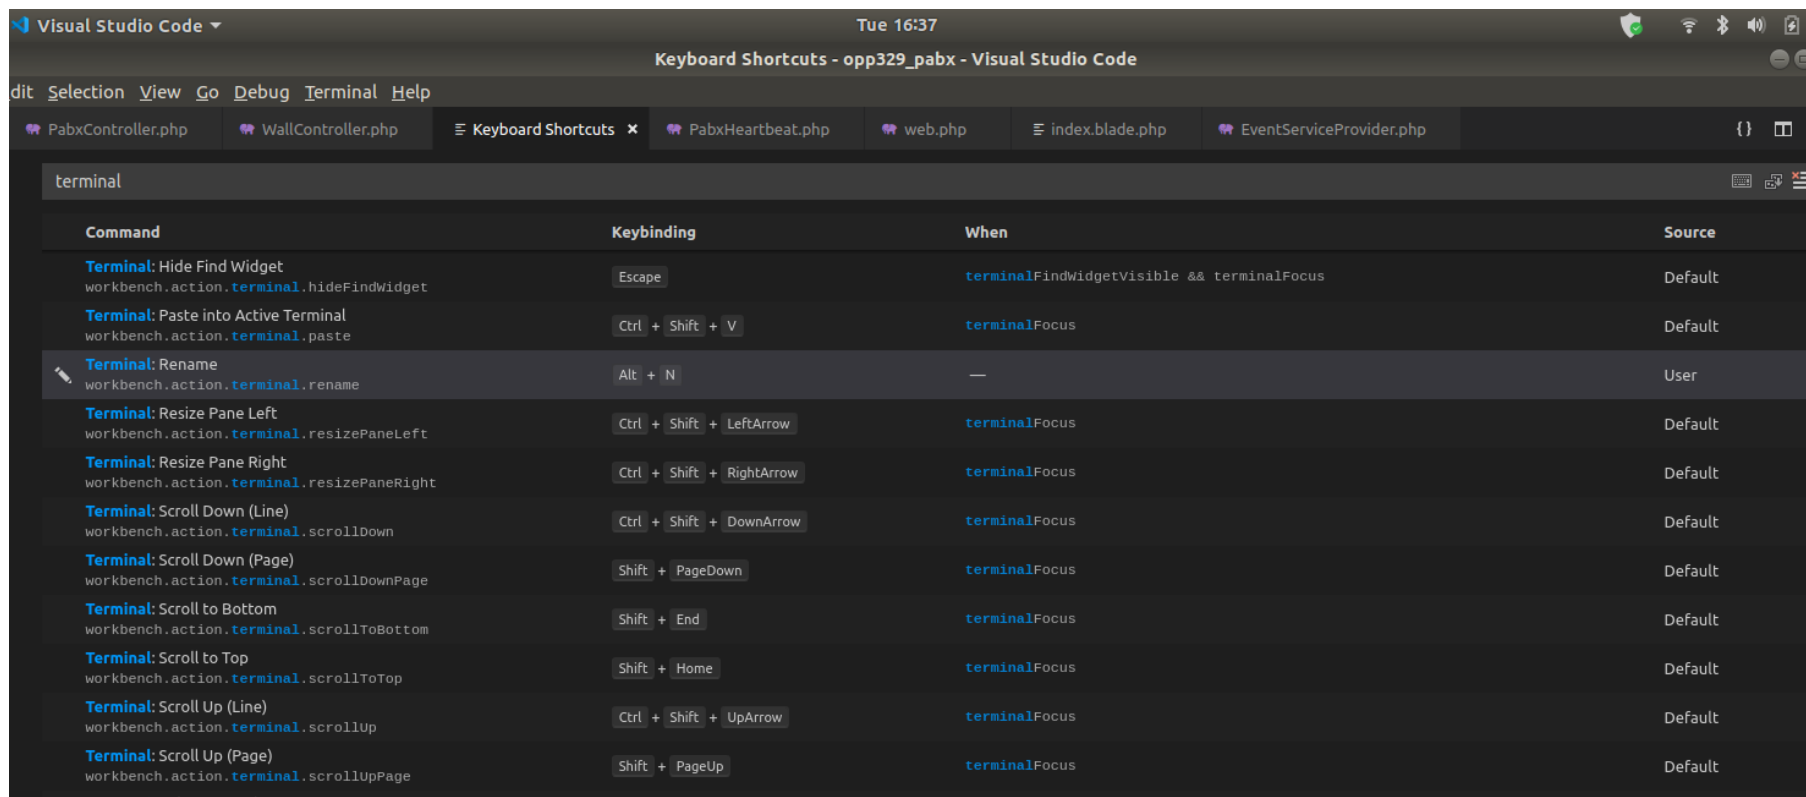 Visual Studio Code
Tue 16:37
Keyboard Shortcuts - opp329_pabx - Visual Studio Code
dit Selection View Go Debug Terminal Help
PabxController.php WallController.php Keyboard Shortcuts × PabxHeartbeat.php web.php index.blade.php EventServiceProvider.php {}
terminal
Command Keybinding When Source
Terminal: Hide Find Widget
workbench.action.terminal.hideFindWidget
Escape terminalFindWidgetVisible && terminalFocus Default
Terminal: Paste into Active Terminal
workbench.action.terminal.paste
Ctrl + Shift + V terminalFocus Default
Terminal: Rename
workbench.action.terminal.rename
Alt + N — User
Terminal: Resize Pane Left
workbench.action.terminal.resizePaneLeft
Ctrl + Shift + LeftArrow terminalFocus Default
Terminal: Resize Pane Right
workbench.action.terminal.resizePaneRight
Ctrl + Shift + RightArrow terminalFocus Default
Terminal: Scroll Down (Line)
workbench.action.terminal.scrollDown
Ctrl + Shift + DownArrow terminalFocus Default
Terminal: Scroll Down (Page)
workbench.action.terminal.scrollDownPage
Shift + PageDown terminalFocus Default
Terminal: Scroll to Bottom
workbench.action.terminal.scrollToBottom
Shift + End terminalFocus Default
Terminal: Scroll to Top
workbench.action.terminal.scrollToTop
Shift + Home terminalFocus Default
Terminal: Scroll Up (Line)
workbench.action.terminal.scrollUp
Ctrl + Shift + UpArrow terminalFocus Default
Terminal: Scroll Up (Page)
workbench.action.terminal.scrollUpPage
Shift + PageUp terminalFocus Default